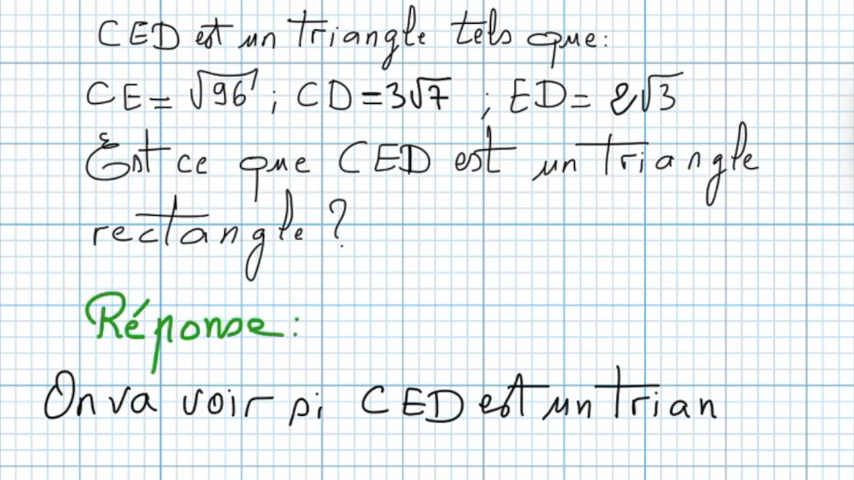 CED est un triangle tels que:
CE = √96 ; CD = 3√7 ; ED = 2√3
Est ce que CED est un triangle
rectangle ?
Réponse:
On va voir si CED est un trian